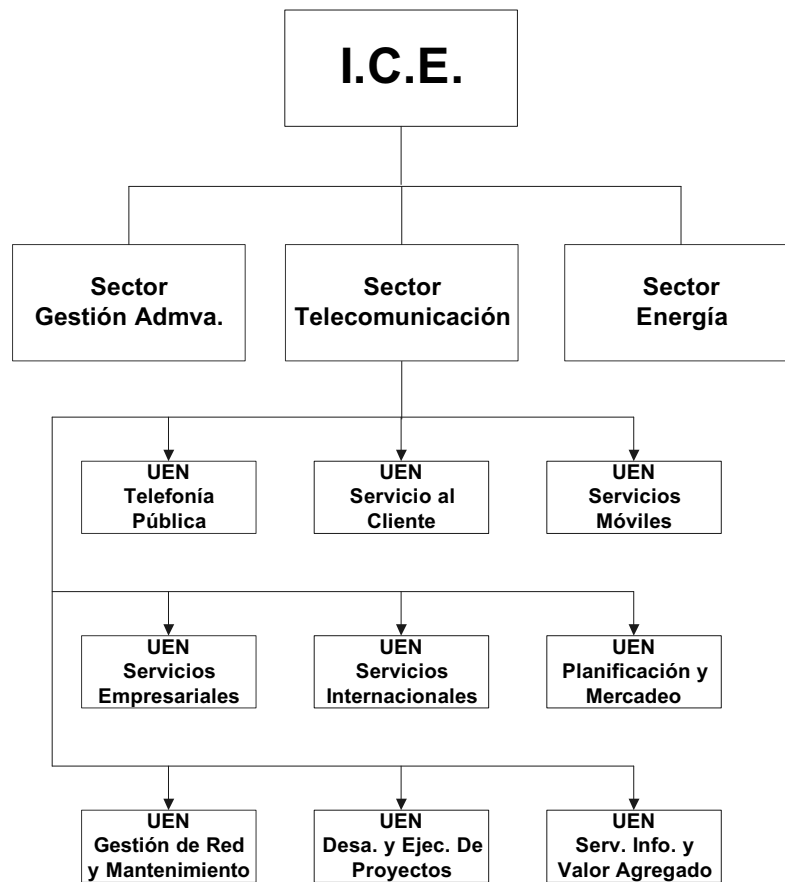 I.C.E.
Sector
Gestión Admva.
Sector
Telecomunicación
Sector
Energía
UEN
Telefonía
Pública
UEN
Servicio al
Cliente
UEN
Servicios
Móviles
UEN
Servicios
Empresariales
UEN
Servicios
Internacionales
UEN
Planificación y
Mercadeo
UEN
Gestión de Red
y Mantenimiento
UEN
Desa. y Ejec. De
Proyectos
UEN
Serv. Info. y
Valor Agregado